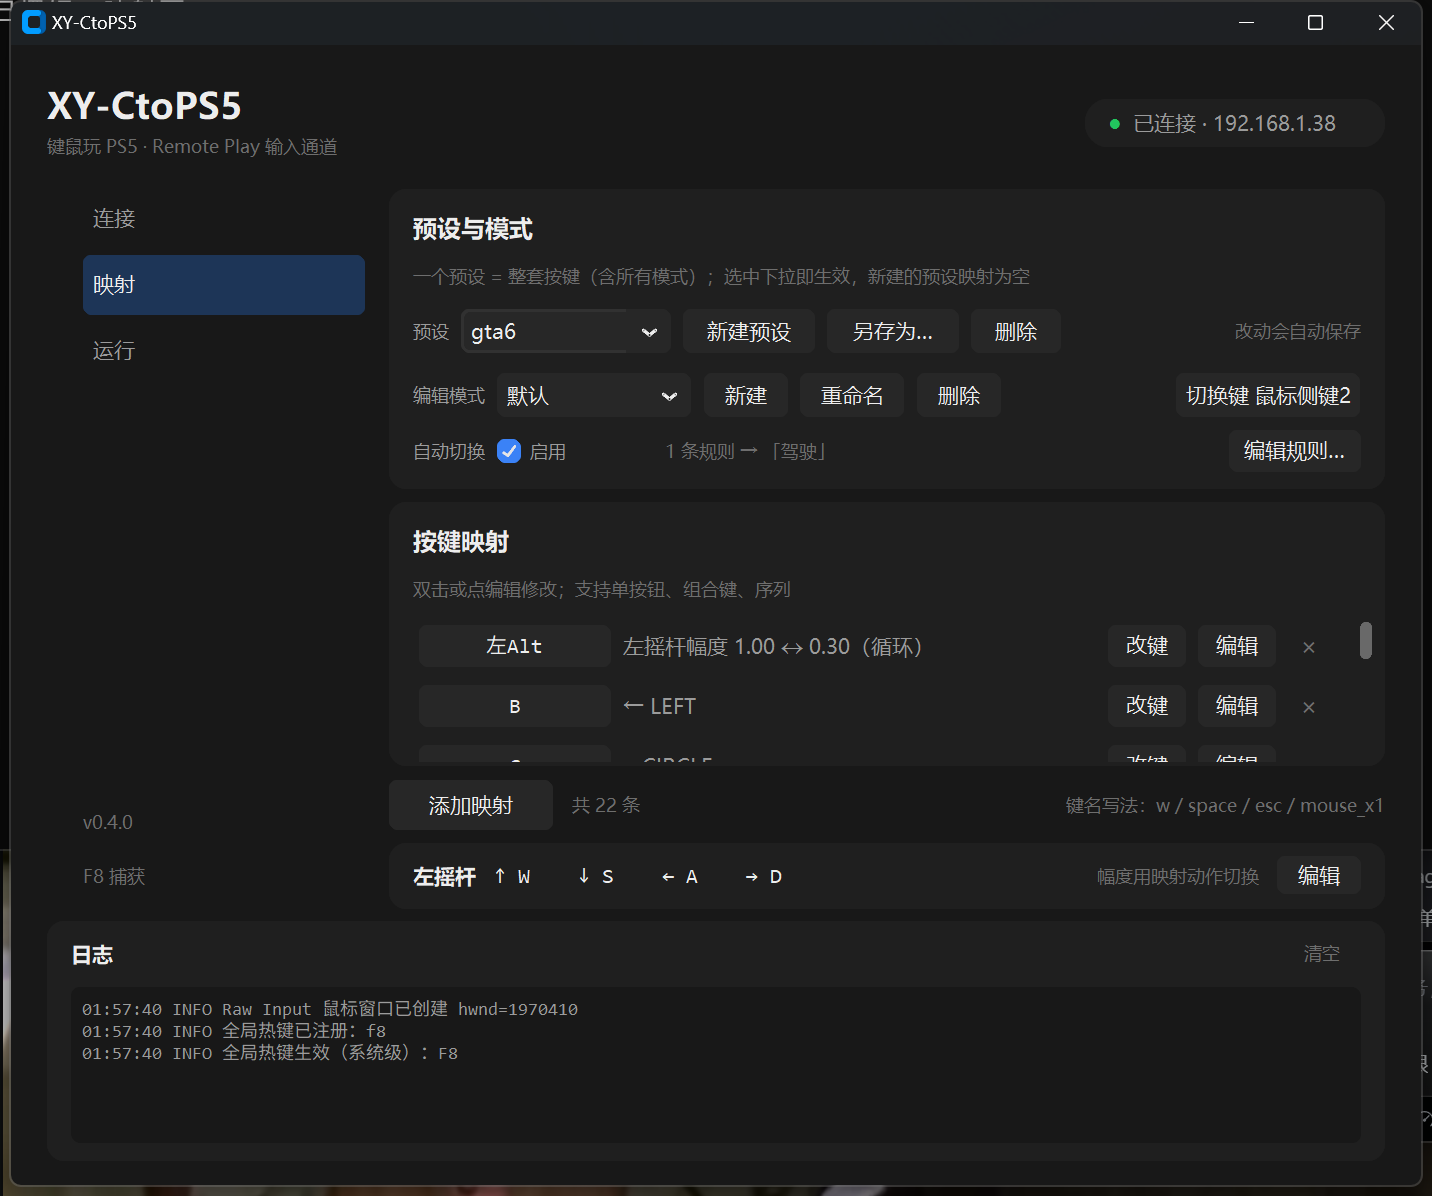 XY-CtoPS5
XY-CtoPS5
键鼠玩 PS5 · Remote Play 输入通道
已连接 · 192.168.1.38
连接
映射
运行
预设与模式
一个预设 = 整套按键（含所有模式）；选中下拉即生效，新建的预设映射为空
预设 gta6 新建预设 另存为... 删除 改动会自动保存
编辑模式 默认 新建 重命名 删除 切换键 鼠标侧键2
自动切换 启用 1 条规则 → 「驾驶」 编辑规则...
按键映射
双击或点编辑修改；支持单按钮、组合键、序列
左Alt 左摇杆幅度 1.00 ↔ 0.30（循环） 改键 编辑 ×
B ← LEFT 改键 编辑 ×
CIRCLE 改键 编辑
添加映射 共 22 条 键名写法：w / space / esc / mouse_x1
左摇杆 ↑ W ↓ S ← A → D 幅度用映射动作切换 编辑
v0.4.0
F8 捕获
日志 清空
01:57:40 INFO Raw Input 鼠标窗口已创建 hwnd=1970410
01:57:40 INFO 全局热键已注册：f8
01:57:40 INFO 全局热键生效（系统级）：F8